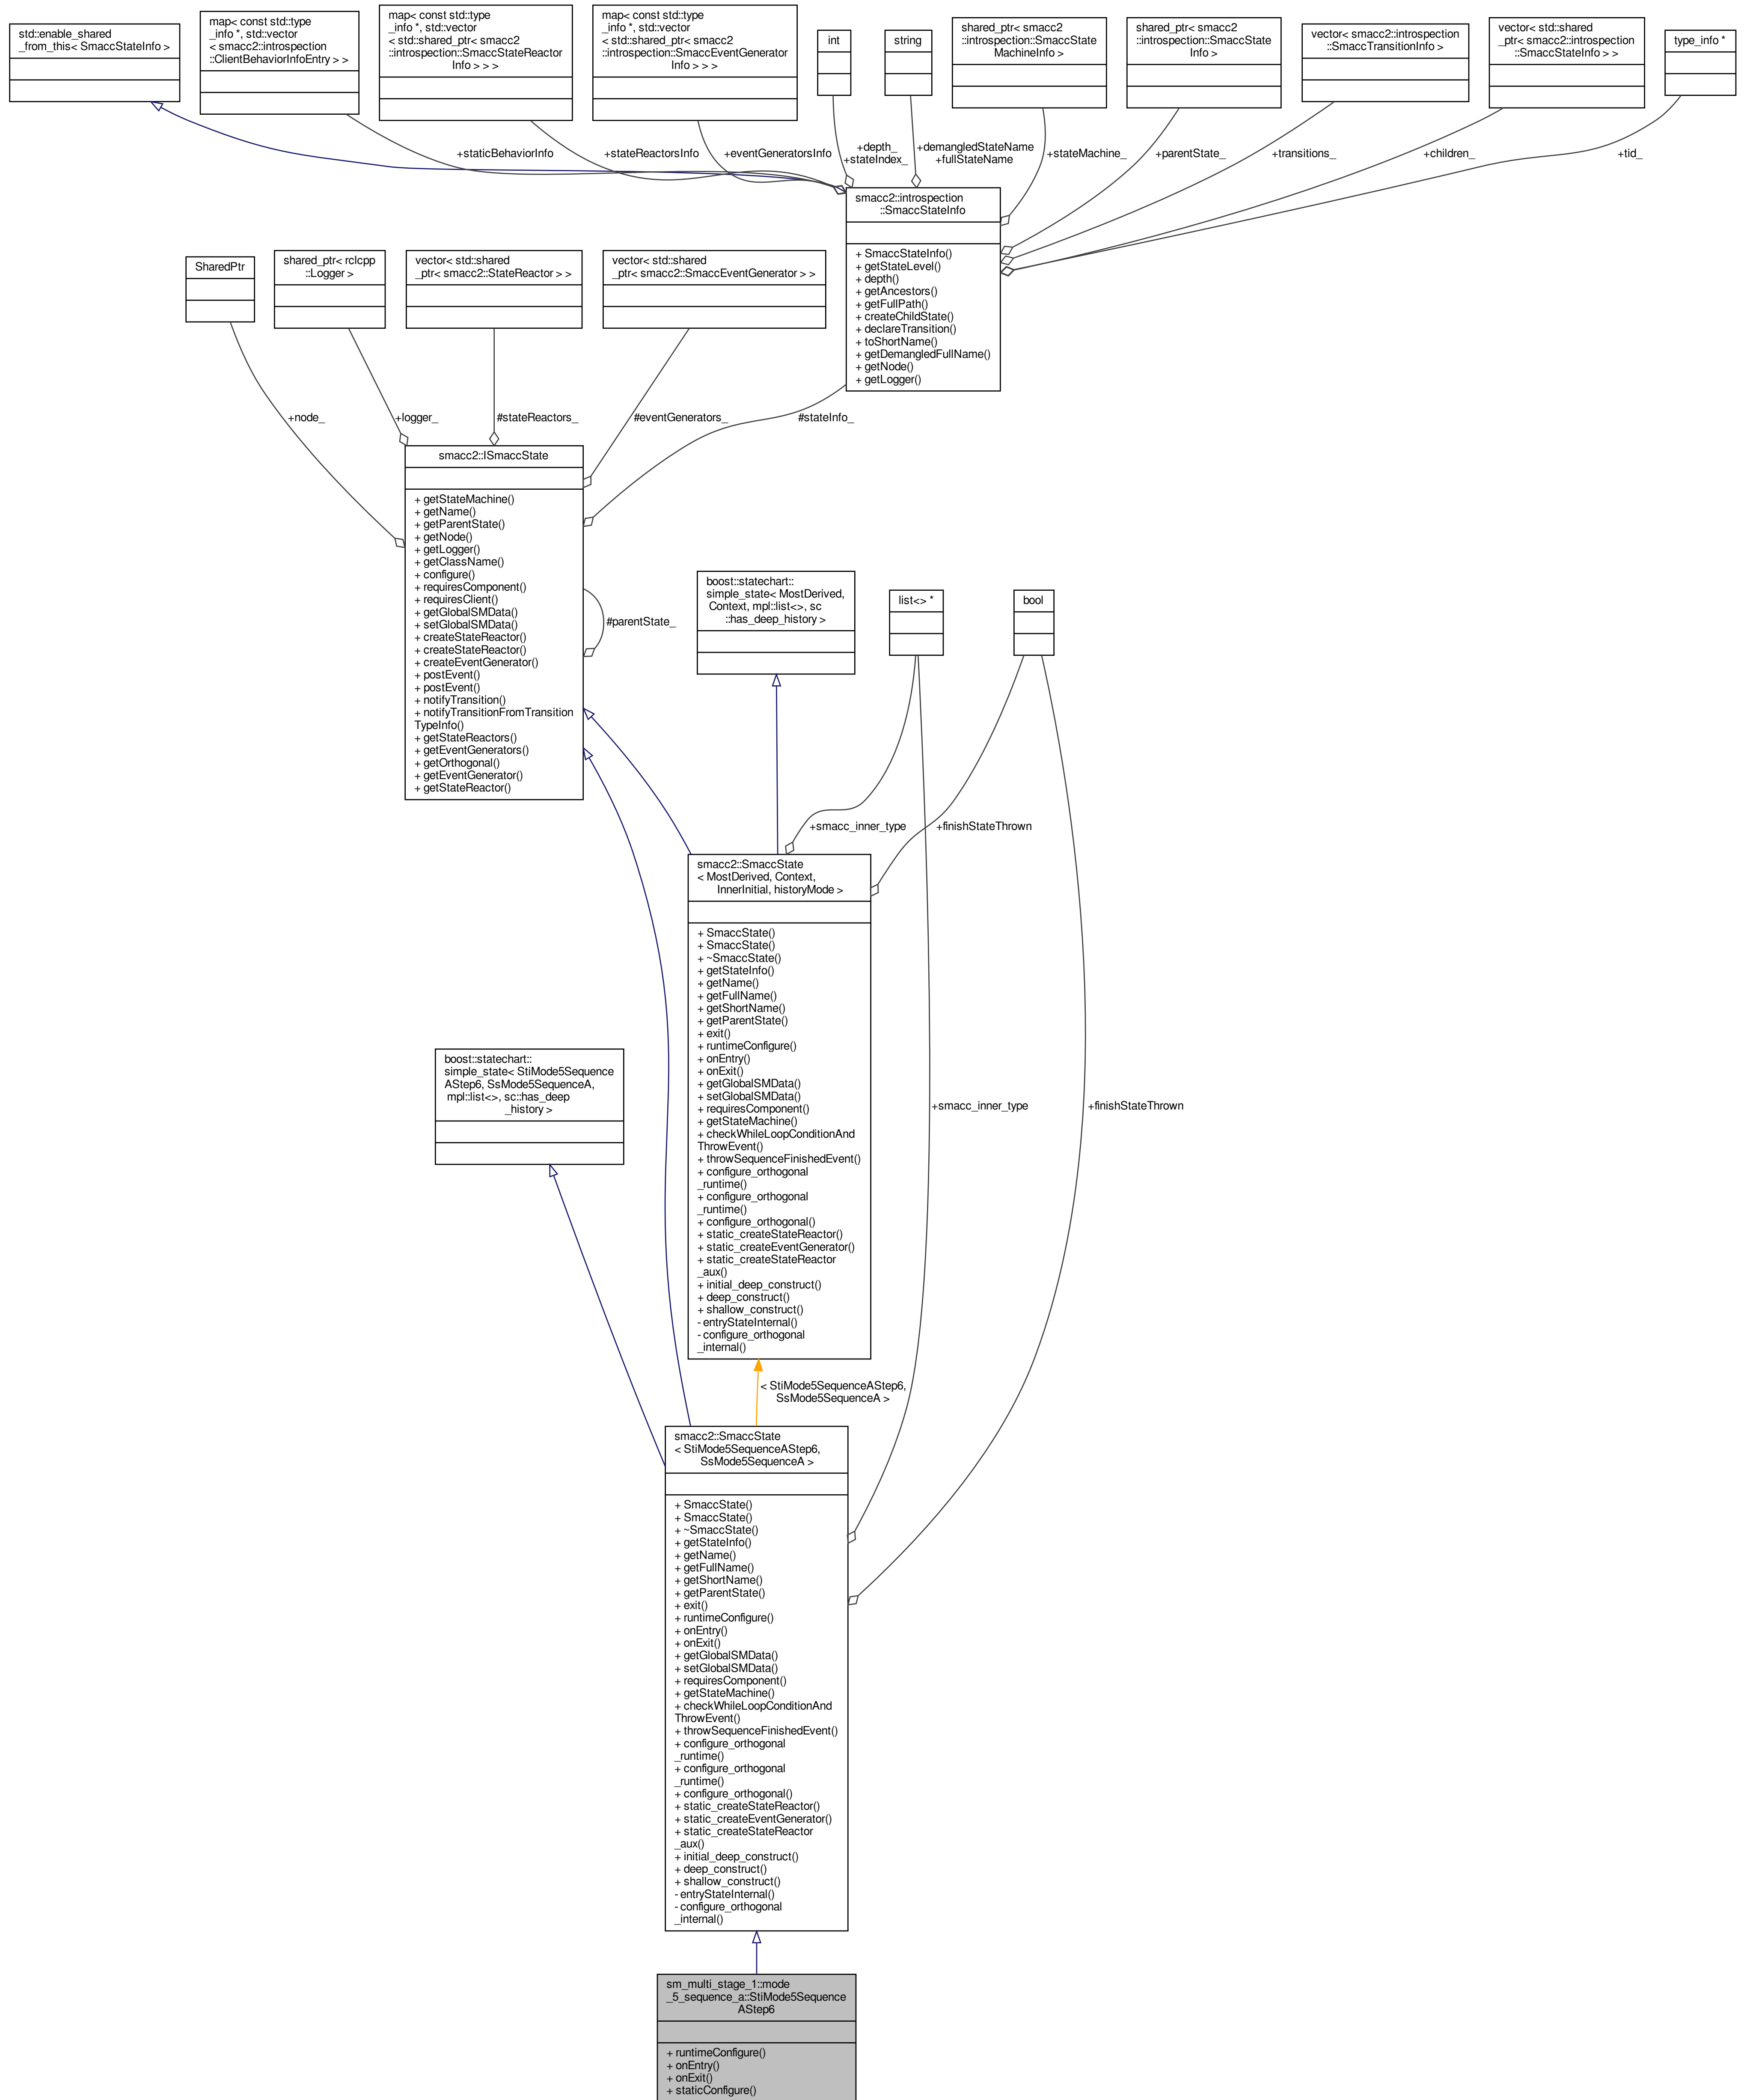 std::enable_shared
_from_this< SmaccStateInfo >
map< const std::type
_info *, std::vector
< smacc2::introspection
::ClientBehaviorInfoEntry > >
map< const std::type
_info *, std::vector
< std::shared_ptr< smacc2
::introspection::SmaccStateReactor
Info > > >
map< const std::type
_info *, std::vector
< std::shared_ptr< smacc2
::introspection::SmaccEventGenerator
Info > > >
int
string
shared_ptr< smacc2
::introspection::SmaccState
MachineInfo >
shared_ptr< smacc2
::introspection::SmaccState
Info >
vector< smacc2::introspection
::SmaccTransitionInfo >
vector< std::shared
_ptr< smacc2::introspection
::SmaccStateInfo > >
type_info *
+staticBehaviorInfo
+stateReactorsInfo
+eventGeneratorsInfo
+depth_
+stateIndex_
+demangledStateName
+fullStateName
+stateMachine_
+parentState_
+transitions_
+children_
+tid_
smacc2::introspection
::SmaccStateInfo
+ SmaccStateInfo()
+ getStateLevel()
+ depth()
+ getAncestors()
+ getFullPath()
+ createChildState()
+ declareTransition()
+ toShortName()
+ getDemangledFullName()
+ getNode()
+ getLogger()
SharedPtr
shared_ptr< rclcpp
::Logger >
vector< std::shared
_ptr< smacc2::StateReactor > >
vector< std::shared
_ptr< smacc2::SmaccEventGenerator > >
+node_
+logger_
#stateReactors_
#eventGenerators_
#stateInfo_
smacc2::ISmaccState
+ getStateMachine()
+ getName()
+ getParentState()
+ getNode()
+ getLogger()
+ getClassName()
+ configure()
+ requiresComponent()
+ requiresClient()
+ getGlobalSMData()
+ setGlobalSMData()
+ createStateReactor()
+ createStateReactor()
+ createEventGenerator()
+ postEvent()
+ postEvent()
+ notifyTransition()
+ notifyTransitionFromTransition
TypeInfo()
+ getStateReactors()
+ getEventGenerators()
+ getOrthogonal()
+ getEventGenerator()
+ getStateReactor()
#parentState_
boost::statechart::
simple_state< MostDerived,
Context, mpl::list<>, sc
::has_deep_history >
list<> *
bool
+smacc_inner_type
+finishStateThrown
smacc2::SmaccState
< MostDerived, Context,
InnerInitial, historyMode >
+ SmaccState()
+ SmaccState()
+ ~SmaccState()
+ getStateInfo()
+ getName()
+ getFullName()
+ getShortName()
+ getParentState()
+ exit()
+ runtimeConfigure()
+ onEntry()
+ onExit()
+ getGlobalSMData()
+ setGlobalSMData()
+ requiresComponent()
+ getStateMachine()
+ checkWhileLoopConditionAnd
ThrowEvent()
+ throwSequenceFinishedEvent()
+ configure_orthogonal
_runtime()
+ configure_orthogonal
_runtime()
+ configure_orthogonal()
+ static_createStateReactor()
+ static_createEventGenerator()
+ static_createStateReactor
_aux()
+ initial_deep_construct()
+ deep_construct()
+ shallow_construct()
- entryStateInternal()
- configure_orthogonal
_internal()
boost::statechart::
simple_state< StiMode5Sequence
AStep6, SsMode5SequenceA,
mpl::list<>, sc::has_deep
_history >
+smacc_inner_type
+finishStateThrown
< StiMode5SequenceAStep6,
SsMode5SequenceA >
smacc2::SmaccState
< StiMode5SequenceAStep6,
SsMode5SequenceA >
+ SmaccState()
+ SmaccState()
+ ~SmaccState()
+ getStateInfo()
+ getName()
+ getFullName()
+ getShortName()
+ getParentState()
+ exit()
+ runtimeConfigure()
+ onEntry()
+ onExit()
+ getGlobalSMData()
+ setGlobalSMData()
+ requiresComponent()
+ getStateMachine()
+ checkWhileLoopConditionAnd
ThrowEvent()
+ throwSequenceFinishedEvent()
+ configure_orthogonal
_runtime()
+ configure_orthogonal
_runtime()
+ configure_orthogonal()
+ static_createStateReactor()
+ static_createEventGenerator()
+ static_createStateReactor
_aux()
+ initial_deep_construct()
+ deep_construct()
+ shallow_construct()
- entryStateInternal()
- configure_orthogonal
_internal()
sm_multi_stage_1::mode
_5_sequence_a::StiMode5Sequence
AStep6
+ runtimeConfigure()
+ onEntry()
+ onExit()
+ staticConfigure()